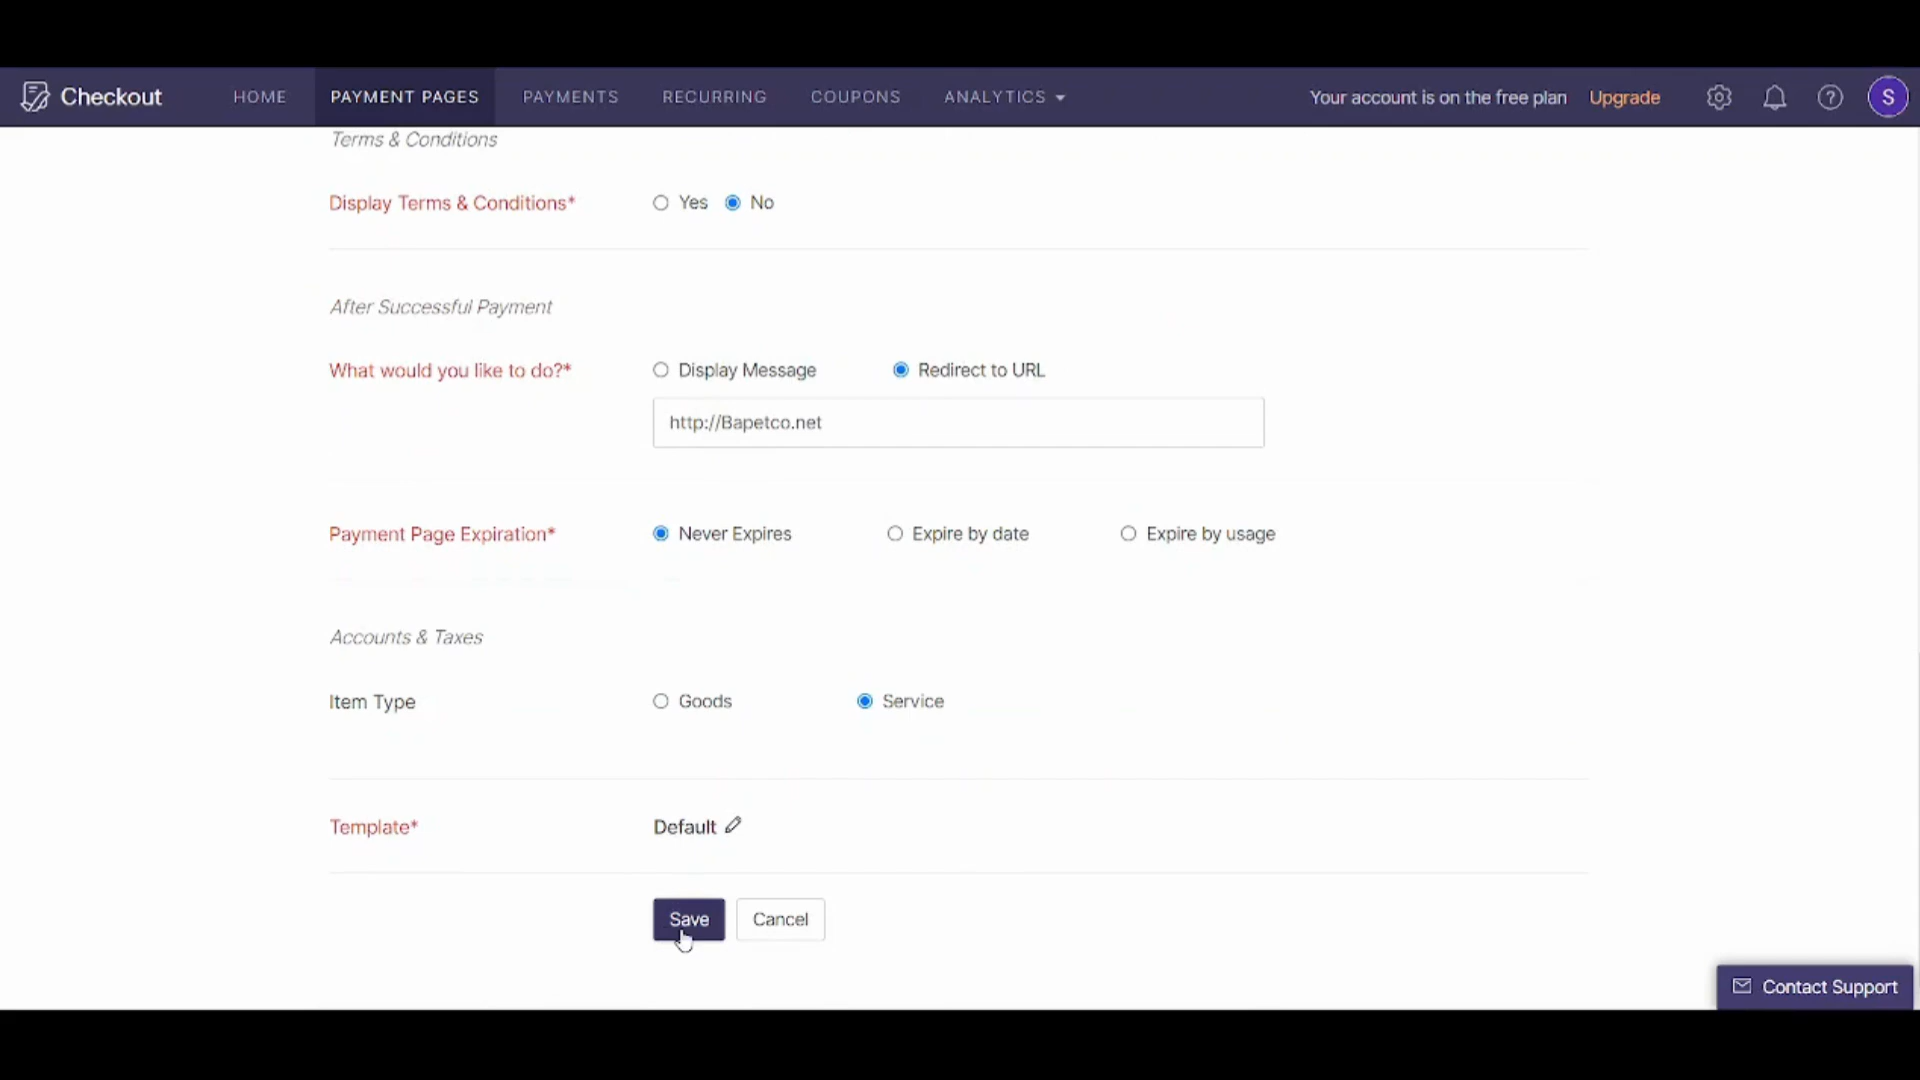 Checkout HOME PAYMENT PAGES PAYMENTS RECURRING COUPONS ANALYTICS Your account is on the free plan Upgrade ? S
Terms & Conditions
Display Terms & Conditions* Yes No
After Successful Payment
What would you like to do?* Display Message Redirect to URL
http://Bapetco.net
Payment Page Expiration* Never Expires Expire by date Expire by usage
Accounts & Taxes
Item Type Goods Service
Template* Default
Save Cancel
Contact Support